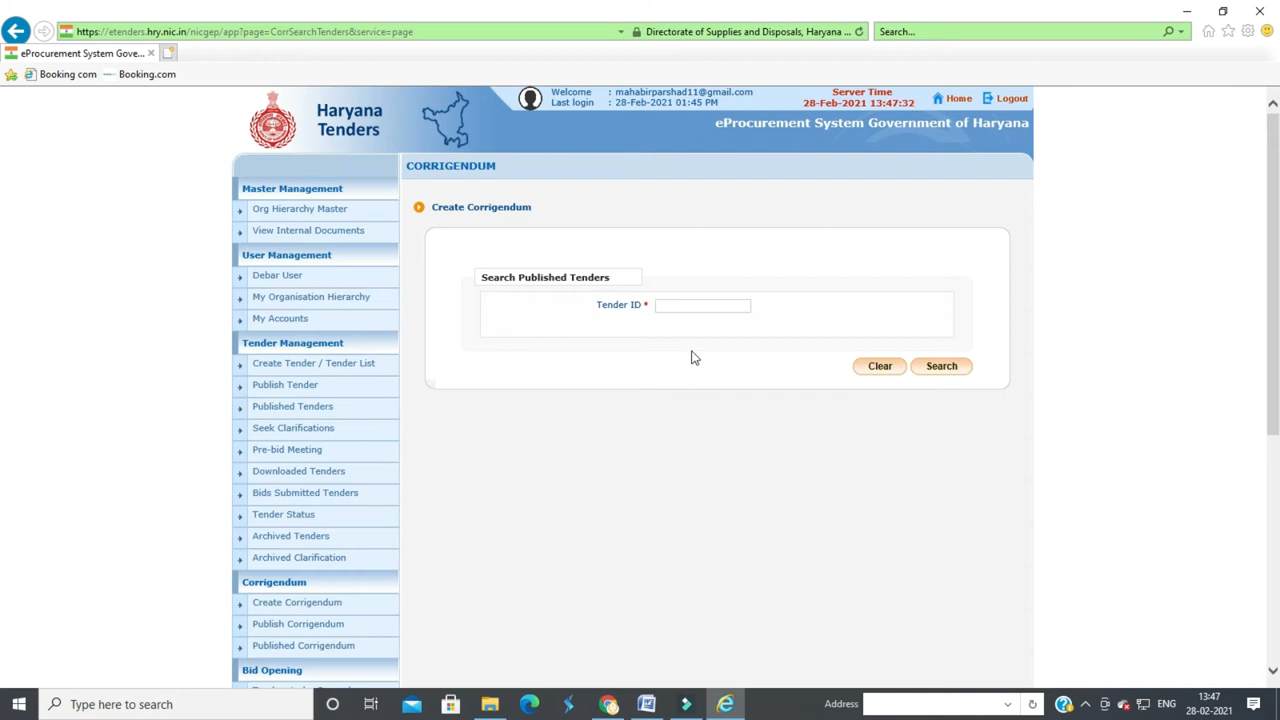 https://etenders.hry.nic.in/nicgep/app?page=CorrSearchTenders&service=page
Directorate of Supplies and Disposals, Haryana ...
Search...
eProcurement System Gove...
Booking com
Booking.com
Haryana
Tenders
Welcome : mahabirparshad11@gmail.com
Last login : 28-Feb-2021 01:45 PM
Server Time
28-Feb-2021 13:47:32
Home
Logout
eProcurement System Government of Haryana
Master Management
Org Hierarchy Master
View Internal Documents
User Management
Debar User
My Organisation Hierarchy
My Accounts
Tender Management
Create Tender / Tender List
Publish Tender
Published Tenders
Seek Clarifications
Pre-bid Meeting
Downloaded Tenders
Bids Submitted Tenders
Tender Status
Archived Tenders
Archived Clarification
Corrigendum
Create Corrigendum
Publish Corrigendum
Published Corrigendum
Bid Opening
CORRIGENDUM
Create Corrigendum
Search Published Tenders
Tender ID *
Clear
Search
Type here to search
Address
ENG
13:47
28-02-2021